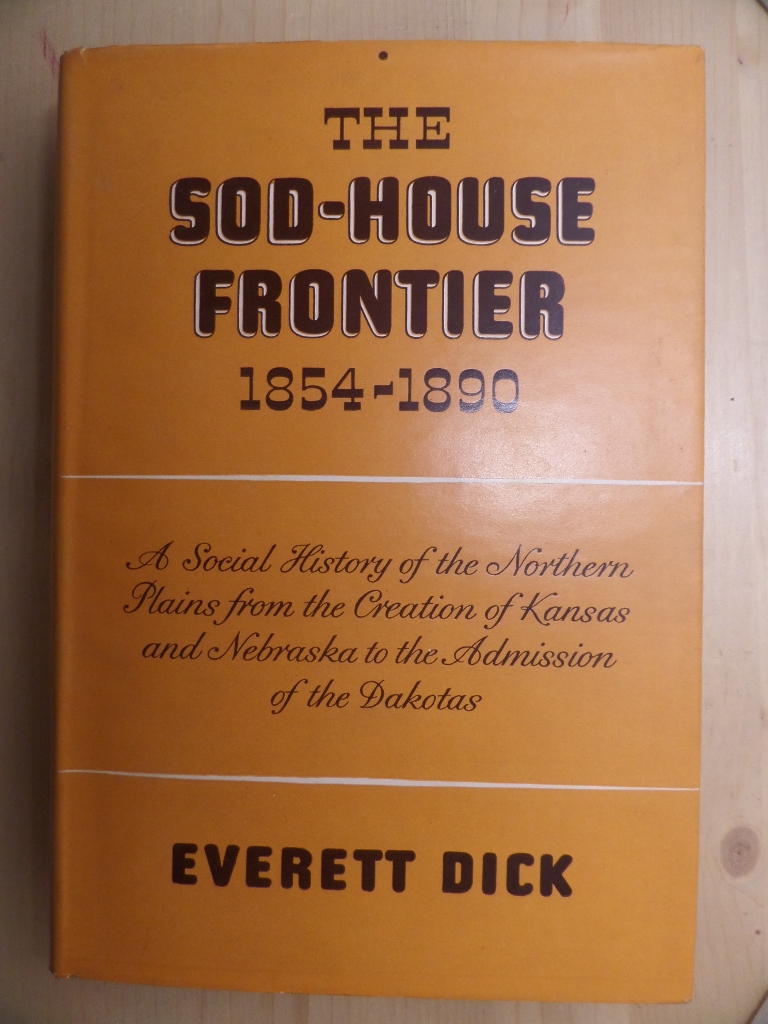 THE
SOD-HOUSE
FRONTIER
1854-1890
A Social History of the Northern
Plains from the Creation of Kansas
and Nebraska to the Admission
of the Dakotas
EVERETT DICK